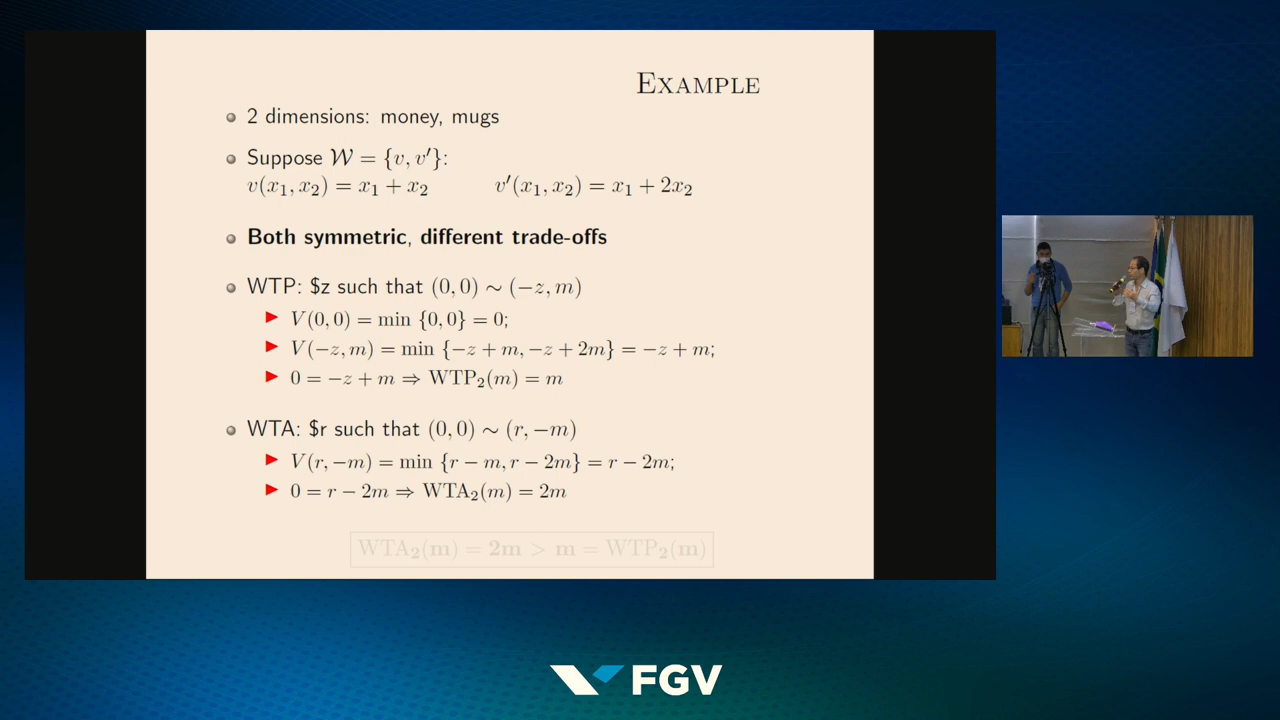 EXAMPLE
2 dimensions: money, mugs
Suppose 𝒲 = {v, v′}:
v(x₁, x₂) = x₁ + x₂ v′(x₁, x₂) = x₁ + 2x₂
Both symmetric, different trade-offs
WTP: $z such that (0, 0) ∼ (−z, m)
V(0, 0) = min {0, 0} = 0;
V(−z, m) = min {−z + m, −z + 2m} = −z + m;
0 = −z + m ⇒ WTP₂(m) = m
WTA: $r such that (0, 0) ∼ (r, −m)
V(r, −m) = min {r − m, r − 2m} = r − 2m;
0 = r − 2m ⇒ WTA₂(m) = 2m
WTA₂(m) = 2m > m = WTP₂(m)
FGV